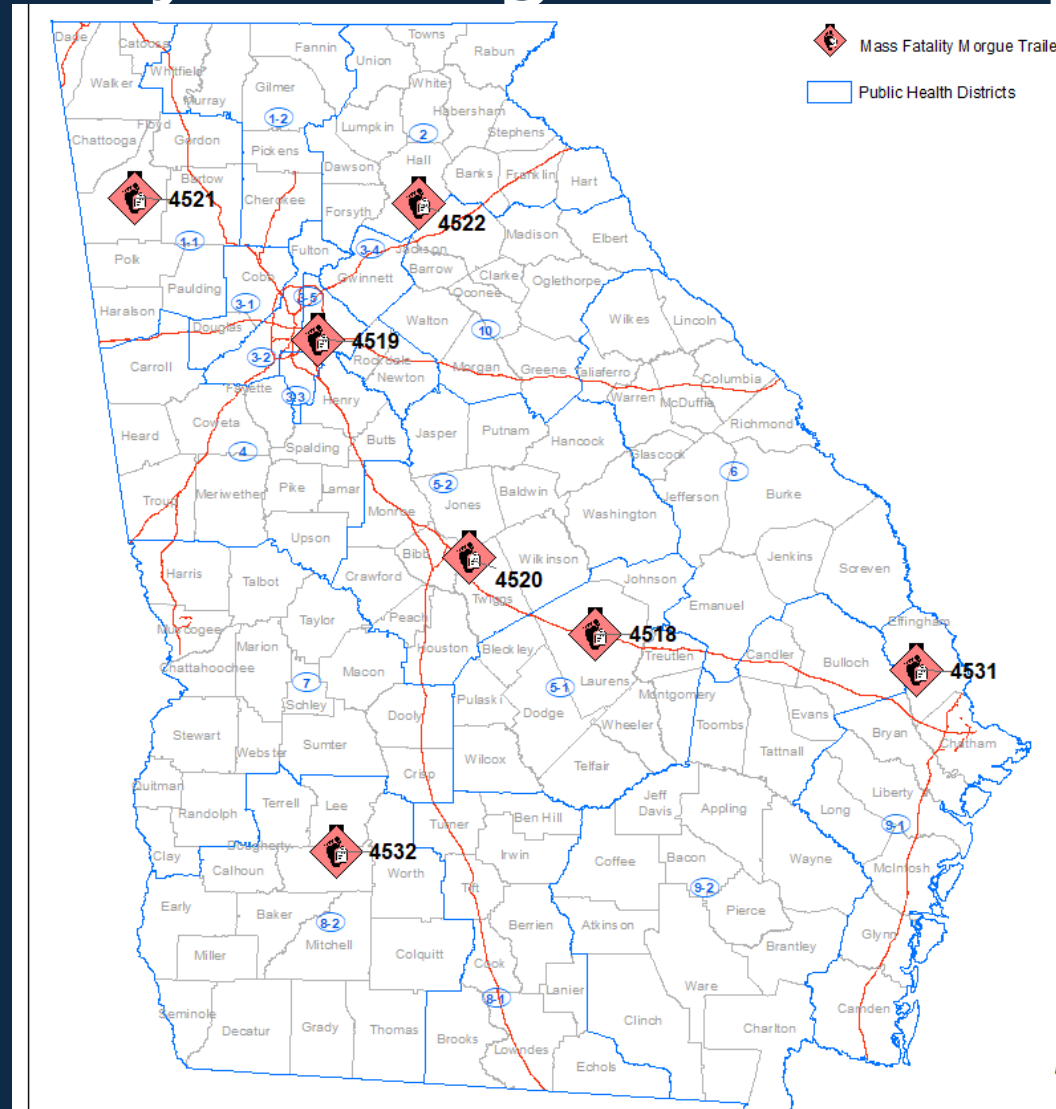 Mass Fatality Morgue Traile
Public Health Districts
Dade
Catoosa
Fannin
Towns
Rabun
Union
Walker
Whitfield
Murray
Gilmer
White
Habersham
1-2
Lumpkin
2
Stephens
Chattooga
Floyd
Gordon
Pickens
Dawson
Hall
Banks
Franklin
Hart
Bartow
4521
Cherokee
Forsyth
4522
Madison
Elbert
1-1
Polk
Fulton
3-4
Jackson
Cobb
Gwinnett
Barrow
Clarke
Oglethorpe
Oconee
Paulding
3-1
3-5
Haralson
Douglas
4519
Walton
10
Wilkes
Lincoln
Carroll
3-2
Rockdale
Newton
Morgan
Greene
Taliaferro
Columbia
Fayette
3-3
Henry
Warren
McDuffie
Richmond
Heard
Coweta
4
Spalding
Butts
Jasper
Putnam
Hancock
Glascock
6
Troup
Meriwether
Pike
Lamar
Monroe
5-2
Jones
Baldwin
Washington
Jefferson
Burke
Upson
Bibb
Wilkinson
Jenkins
Screven
Harris
Talbot
Crawford
4520
Twiggs
Johnson
Emanuel
Taylor
Peach
Muscogee
Marion
Houston
Bleckley
4518
Treutlen
Candler
Bulloch
Effingham
Chattahoochee
Macon
4531
7
Schley
Pulaski
5-1
Laurens
Montgomery
Stewart
Dooly
Dodge
Wheeler
Toombs
Evans
Bryan
Chatham
Webster
Sumter
Wilcox
Telfair
Tattnall
Quitman
Crisp
Randolph
Terrell
Lee
Turner
Ben Hill
Jeff
Davis
Appling
Long
Liberty
9-1
Clay
Dougherty
4532
Irwin
Coffee
Bacon
Wayne
McIntosh
Calhoun
Worth
Tift
9-2
Early
Baker
8-2
Mitchell
Berrien
Atkinson
Pierce
Glynn
Miller
Colquitt
Cook
Brantley
8-1
Lanier
Ware
Camden
Seminole
Decatur
Grady
Thomas
Brooks
Lowndes
Clinch
Charlton
Echols